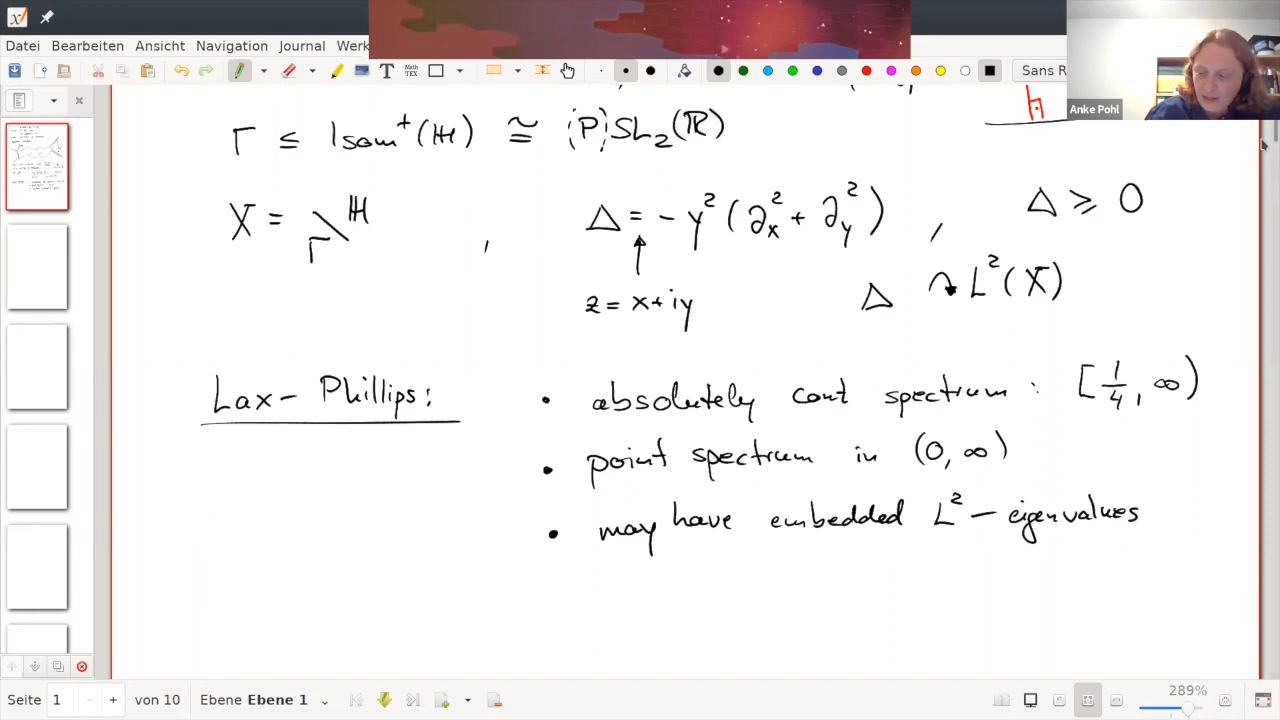 Datei Bearbeiten Ansicht Navigation Journal Werk
Sans R
Anke Pohl
Γ ≤ Isom⁺(ℍ) ≅ (P)SL₂(ℝ)
X = Γ\ℍ , Δ = - y² (∂ₓ² + ∂ᵧ²) , Δ ≥ 0
z = x + iy Δ ↷ L²(X)
Lax-Phillips: • absolutely cont spectrum : [1/4, ∞)
• point spectrum in (0, ∞)
• may have embedded L² - eigenvalues
Seite 1 von 10 Ebene Ebene 1 289%